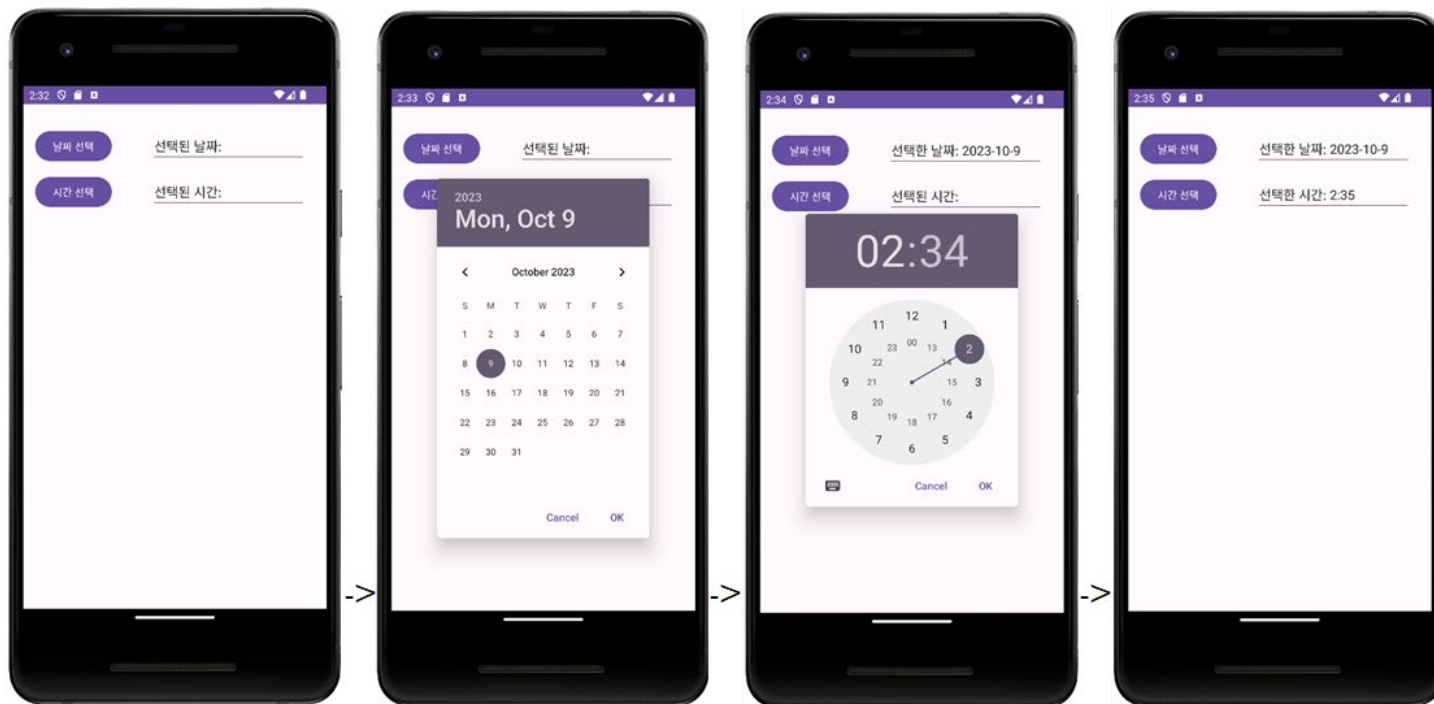 2:32
날짜 선택 선택된 날짜:
시간 선택 선택된 시간:
->
2:33
날짜 선택 선택된 날짜:
시간
2023
Mon, Oct 9
October 2023
S M T W T F S
1 2 3 4 5 6 7
8 9 10 11 12 13 14
15 16 17 18 19 20 21
22 23 24 25 26 27 28
29 30 31
Cancel OK
->
2:34
날짜 선택 선택한 날짜: 2023-10-9
시간 선택 선택된 시간:
02:34
12
11 1
00
23 13
10 2
22 14
9 21 15 3
20 16
8 4
19 17
18
7 5
6
Cancel OK
->
2:35
날짜 선택 선택한 날짜: 2023-10-9
시간 선택 선택한 시간: 2:35